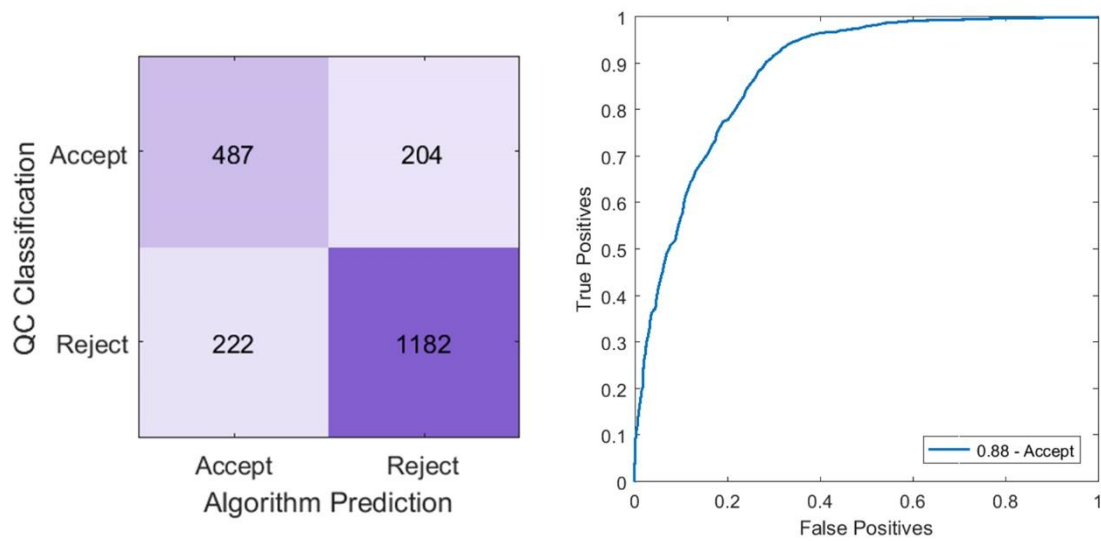 QC Classification
Accept
487 204
Reject
222 1182
Accept Reject
Algorithm Prediction
True Positives
1
0.9
0.8
0.7
0.6
0.5
0.4
0.3
0.2
0.1
0
0.88 - Accept
0 0.2 0.4 0.6 0.8 1
False Positives